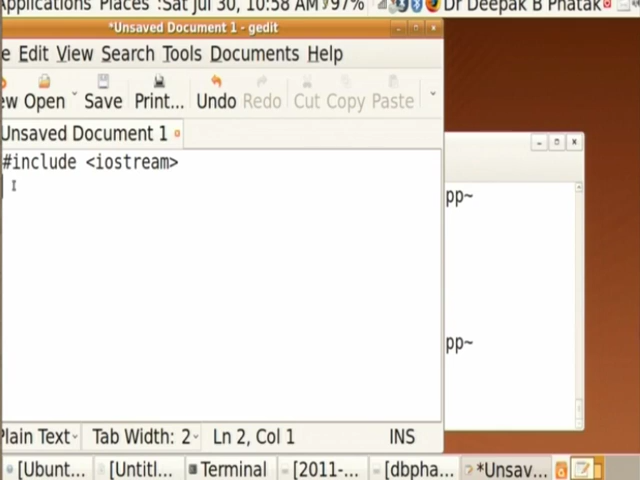 Applications Places Sat Jul 30, 10:58 AM 97% Dr Deepak B Phatak
*Unsaved Document 1 - gedit
e Edit View Search Tools Documents Help
ew Open Save Print... Undo Redo Cut Copy Paste
Unsaved Document 1
#include <iostream>
pp~
pp~
Plain Text Tab Width: 2 Ln 2, Col 1 INS
[Ubunt... [Untitl... Terminal [2011-... [dbpha... *Unsav...